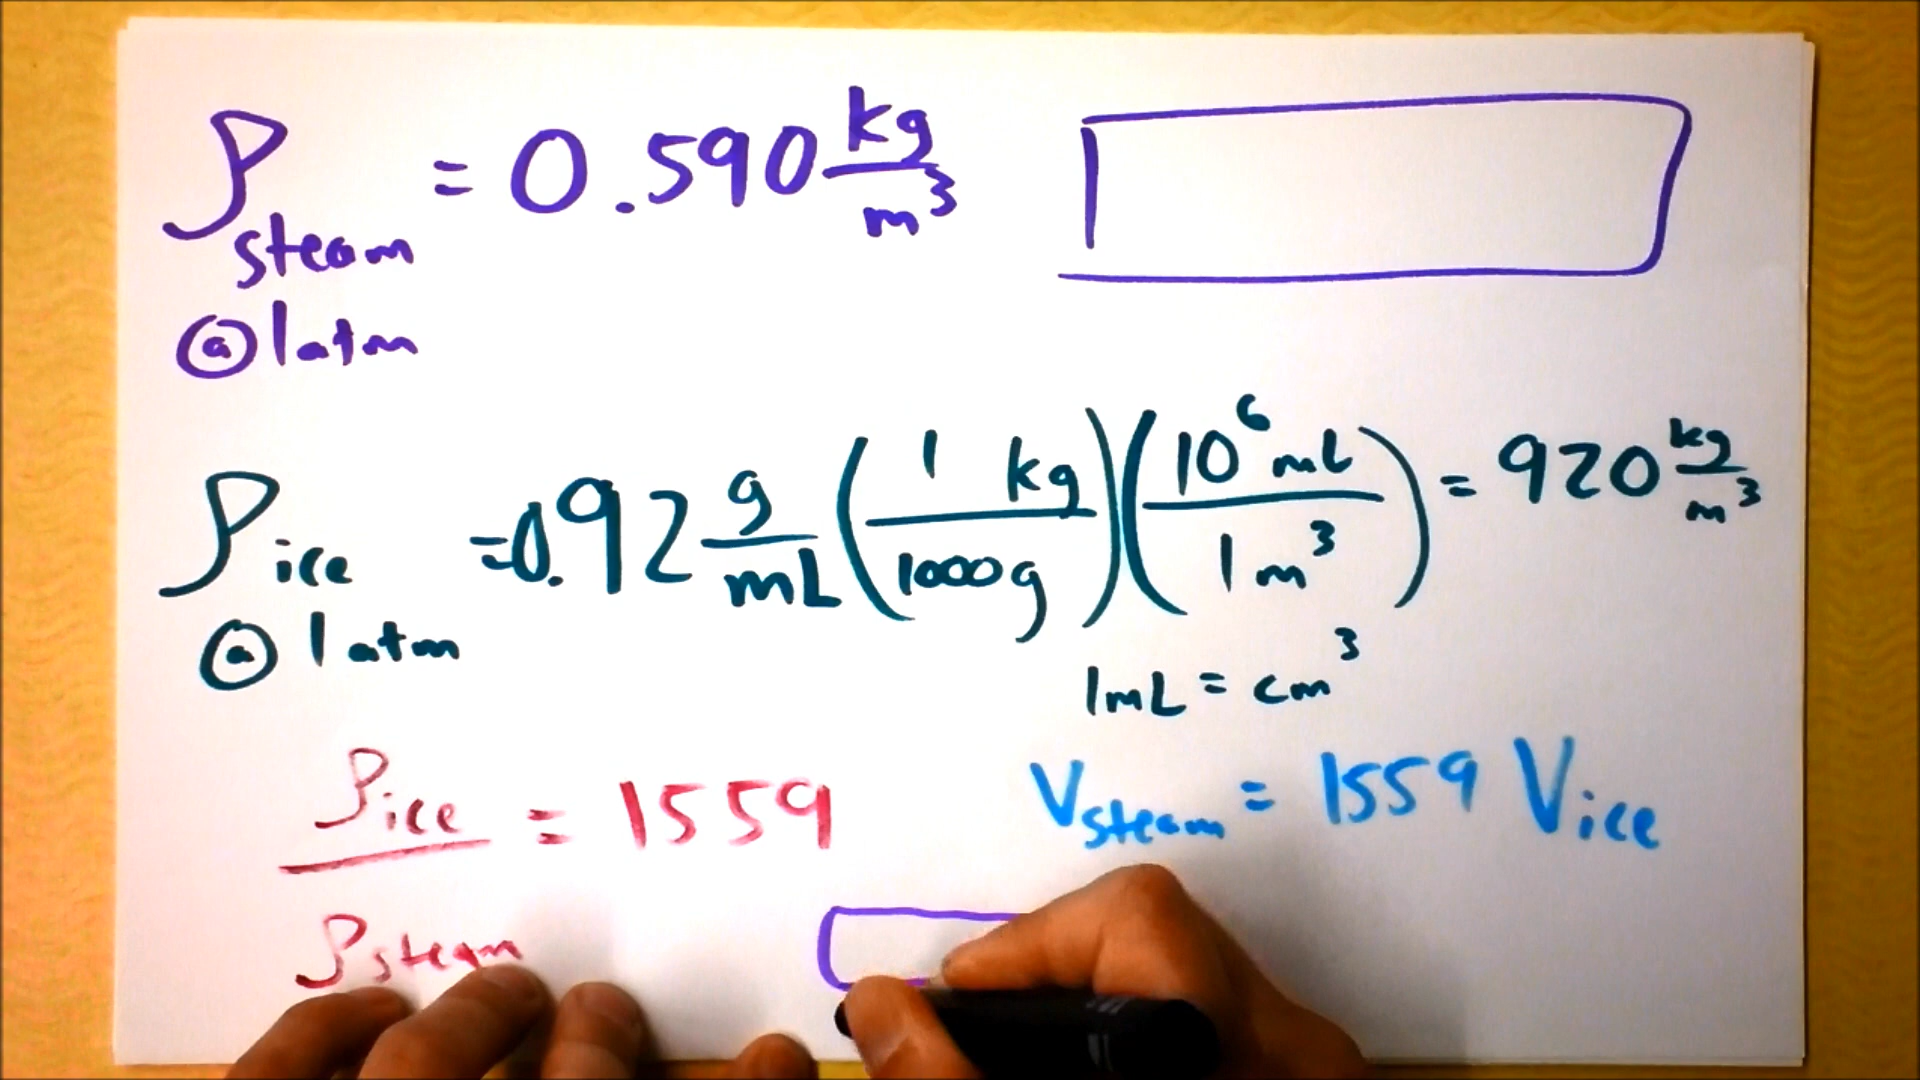 ρsteam = 0.590 kg/m³
@ 1atm
ρice = 0.92 g/mL (1 kg/1000g)(10⁶ mL/1 m³) = 920 kg/m³
@ 1 atm
1mL = cm³
ρice/ρsteam = 1559
Vsteam = 1559 Vice